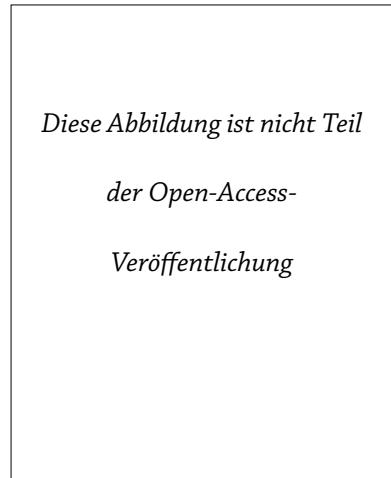 Diese Abbildung ist nicht Teil
der Open-Access-
Veröffentlichung